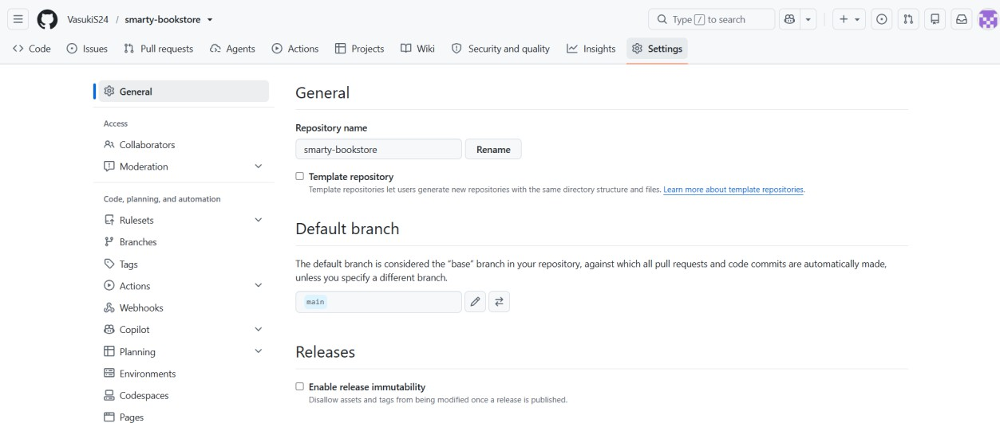 VasukiS24 / smarty-bookstore
Type / to search
Code
Issues
Pull requests
Agents
Actions
Projects
Wiki
Security and quality
Insights
Settings
General
Access
Collaborators
Moderation
Code, planning, and automation
Rulesets
Branches
Tags
Actions
Webhooks
Copilot
Planning
Environments
Codespaces
Pages
General
Repository name
smarty-bookstore
Rename
Template repository
Template repositories let users generate new repositories with the same directory structure and files. Learn more about template repositories.
Default branch
The default branch is considered the “base” branch in your repository, against which all pull requests and code commits are automatically made,
unless you specify a different branch.
main
Releases
Enable release immutability
Disallow assets and tags from being modified once a release is published.